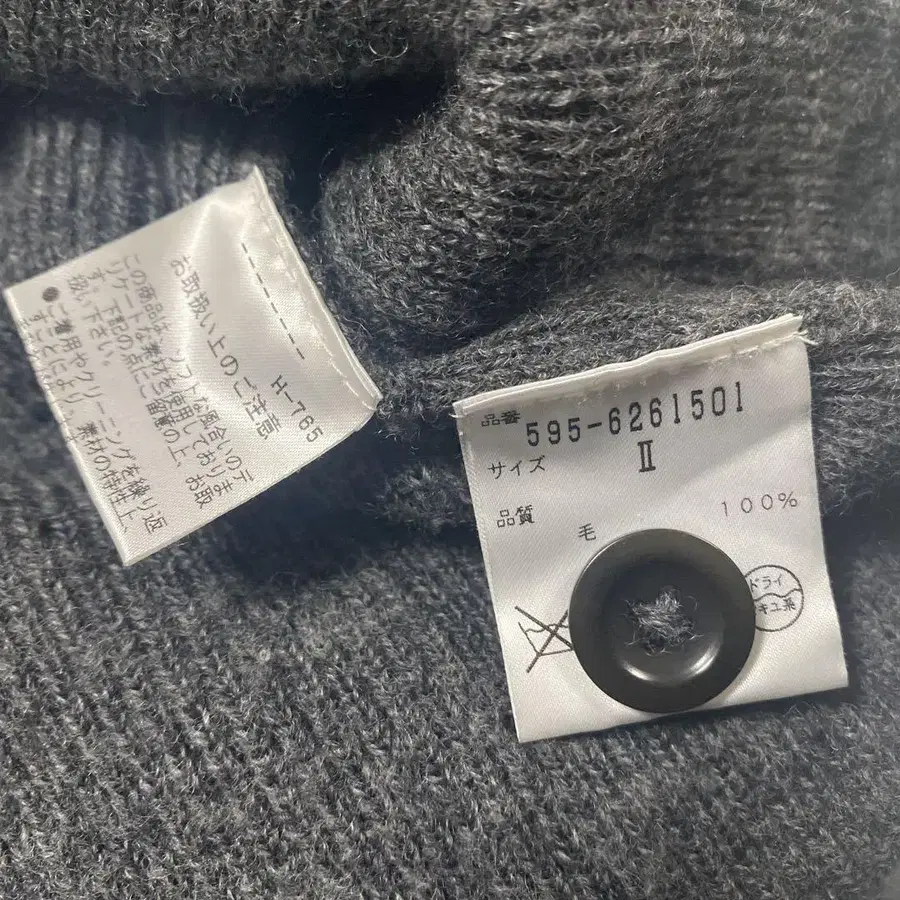 H-765
お取扱い上のご注意
この商品は、ソフトな風合いのデ
リケートな素材を使用しておりま
す。下記の点にご留意の上、お取
扱い下さい。
●ご着用やクリーニングを繰り返
すことにより、素材の特性上
品番 595-6261501
サイズ II
品質
毛 100%
ドライ
キユ系